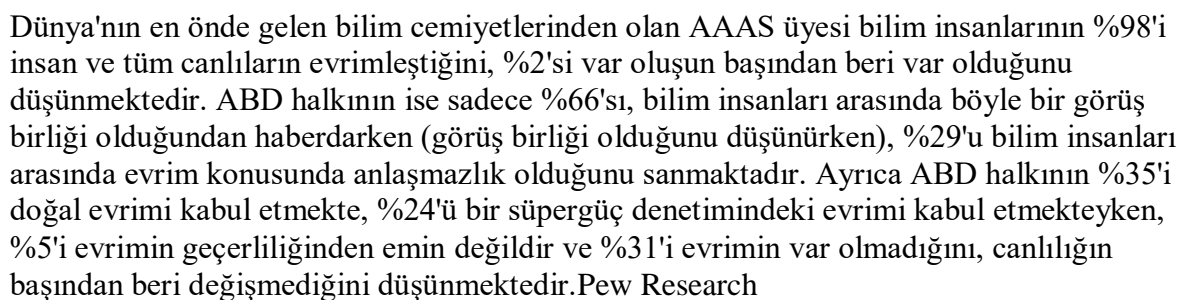 Dünya'nın en önde gelen bilim cemiyetlerinden olan AAAS üyesi bilim insanlarının %98'i
insan ve tüm canlıların evrimleştiğini, %2'si var oluşun başından beri var olduğunu
düşünmektedir. ABD halkının ise sadece %66'sı, bilim insanları arasında böyle bir görüş
birliği olduğundan haberdarken (görüş birliği olduğunu düşünürken), %29'u bilim insanları
arasında evrim konusunda anlaşmazlık olduğunu sanmaktadır. Ayrıca ABD halkının %35'i
doğal evrimi kabul etmekte, %24'ü bir süpergüç denetimindeki evrimi kabul etmekteyken,
%5'i evrimin geçerliliğinden emin değildir ve %31'i evrimin var olmadığını, canlılığın
başından beri değişmediğini düşünmektedir.Pew Research